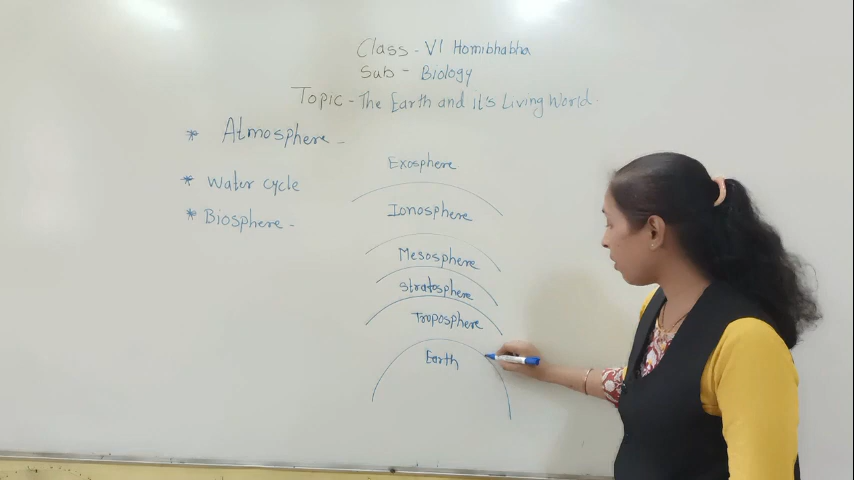 Class - VI Homibhabha
Sub - Biology
Topic - The Earth and it's Living World.
* Atmosphere -
* Water cycle
* Biosphere -
Exosphere
Ionosphere
Mesosphere
Stratosphere
Troposphere
Earth